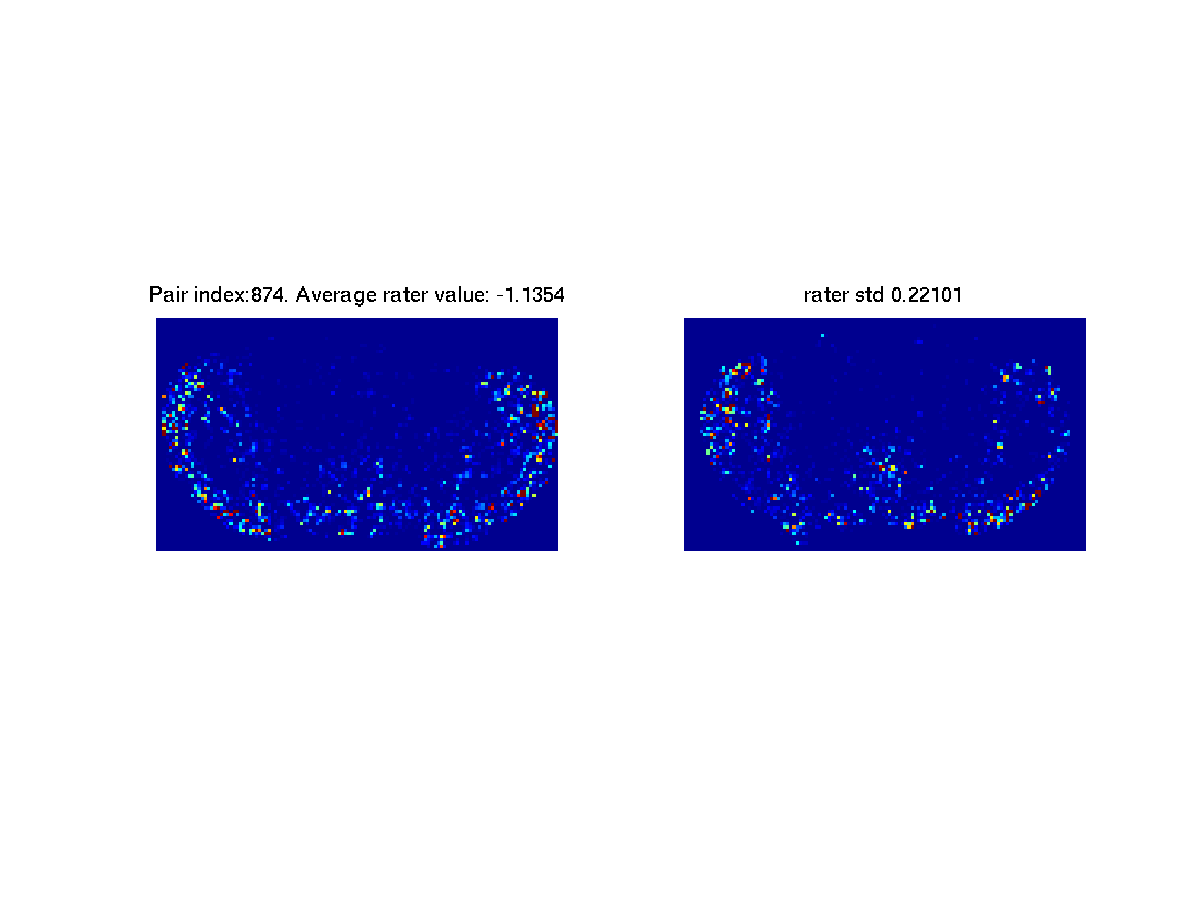 Pair index:874. Average rater value: -1.1354
rater std 0.22101